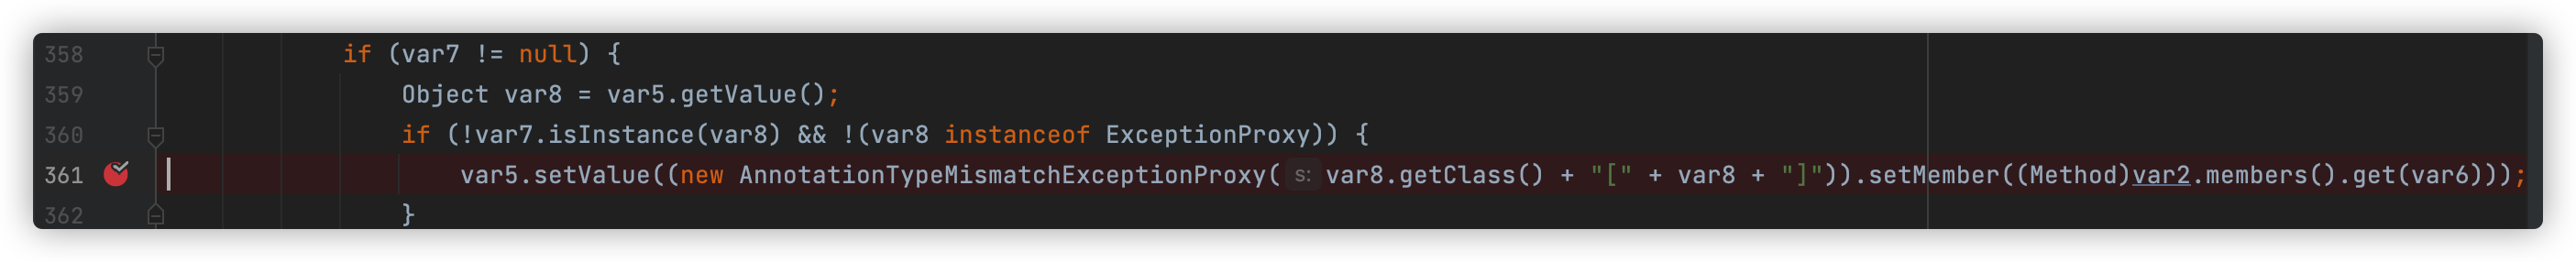 358 if (var7 != null) {
359 Object var8 = var5.getValue();
360 if (!var7.isInstance(var8) && !(var8 instanceof ExceptionProxy)) {
361 var5.setValue((new AnnotationTypeMismatchExceptionProxy( s: var8.getClass() + "[" + var8 + "]")).setMember((Method)var2.members().get(var6)));
362 }